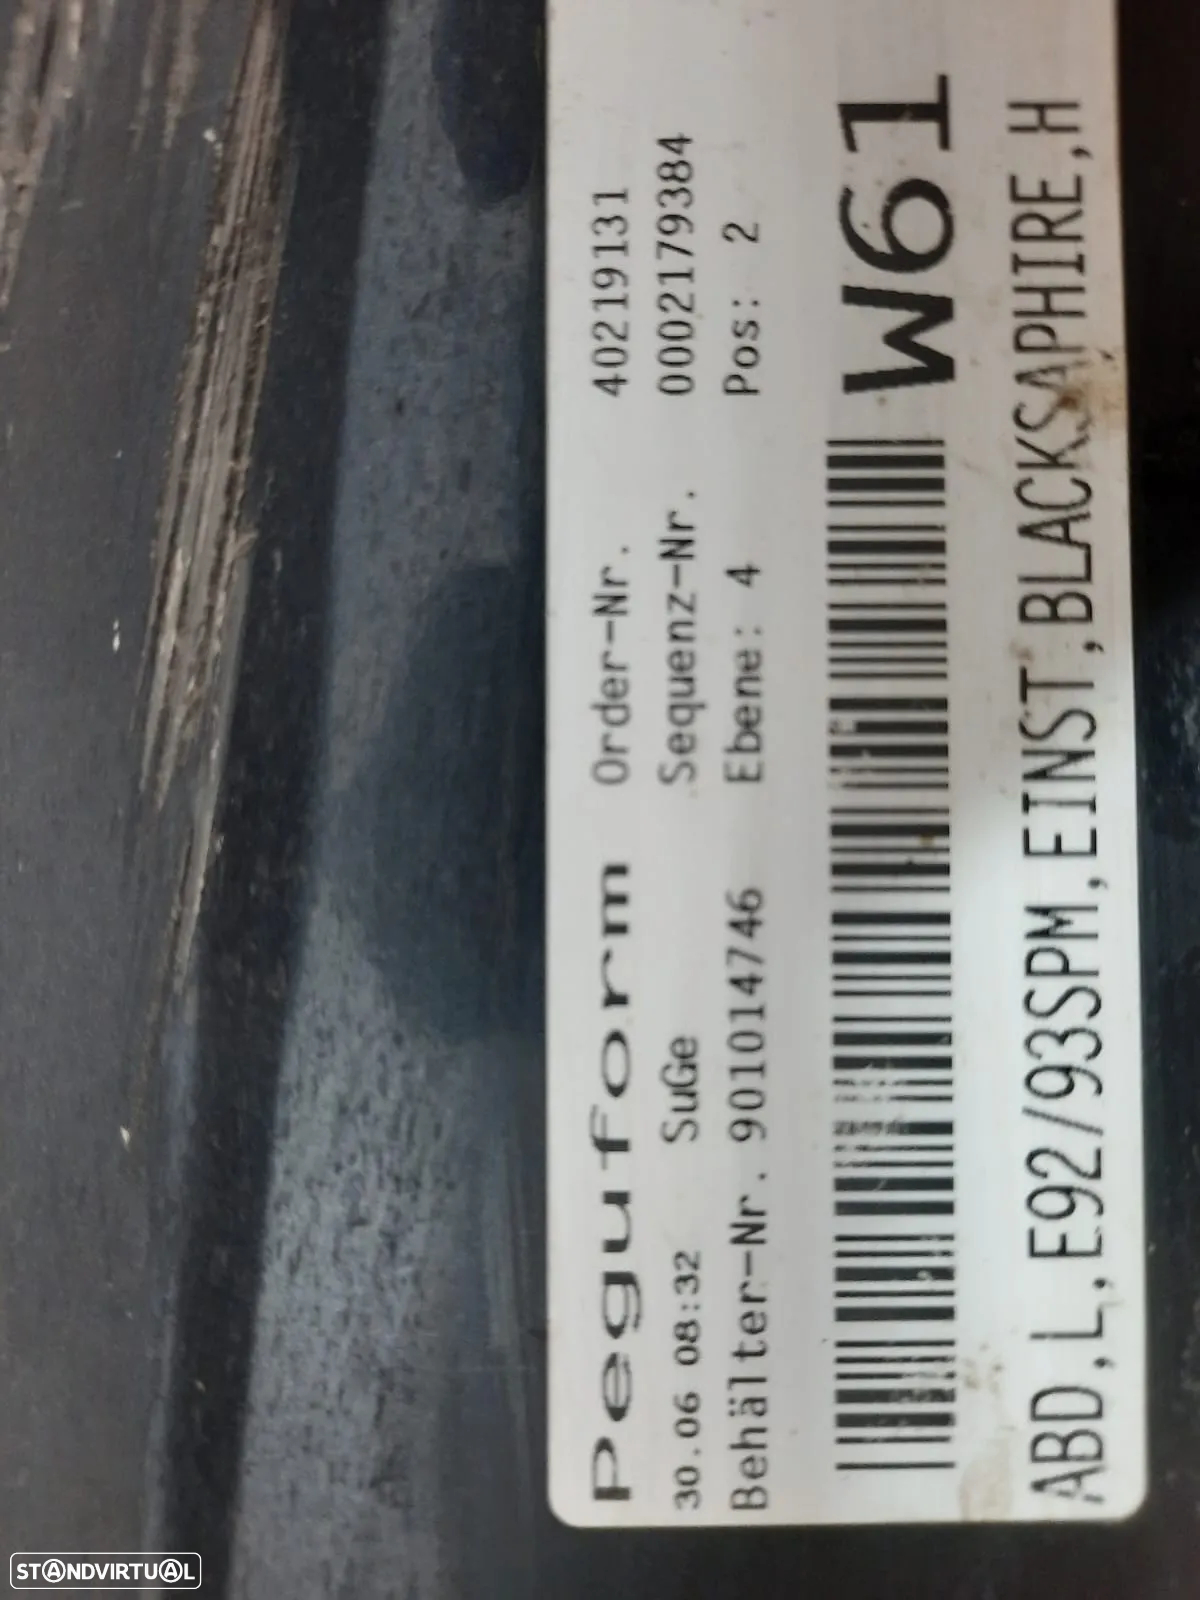 Peguform Order-Nr. 40219131
30.06 08:32 SuGe Sequenz-Nr. 0002179384
Behälter-Nr. 901014746 Ebene: 4 Pos: 2
W61
ABD,L,E92/93SPM,EINST,BLACKSAPHIRE,H
STANDVIRTUAL